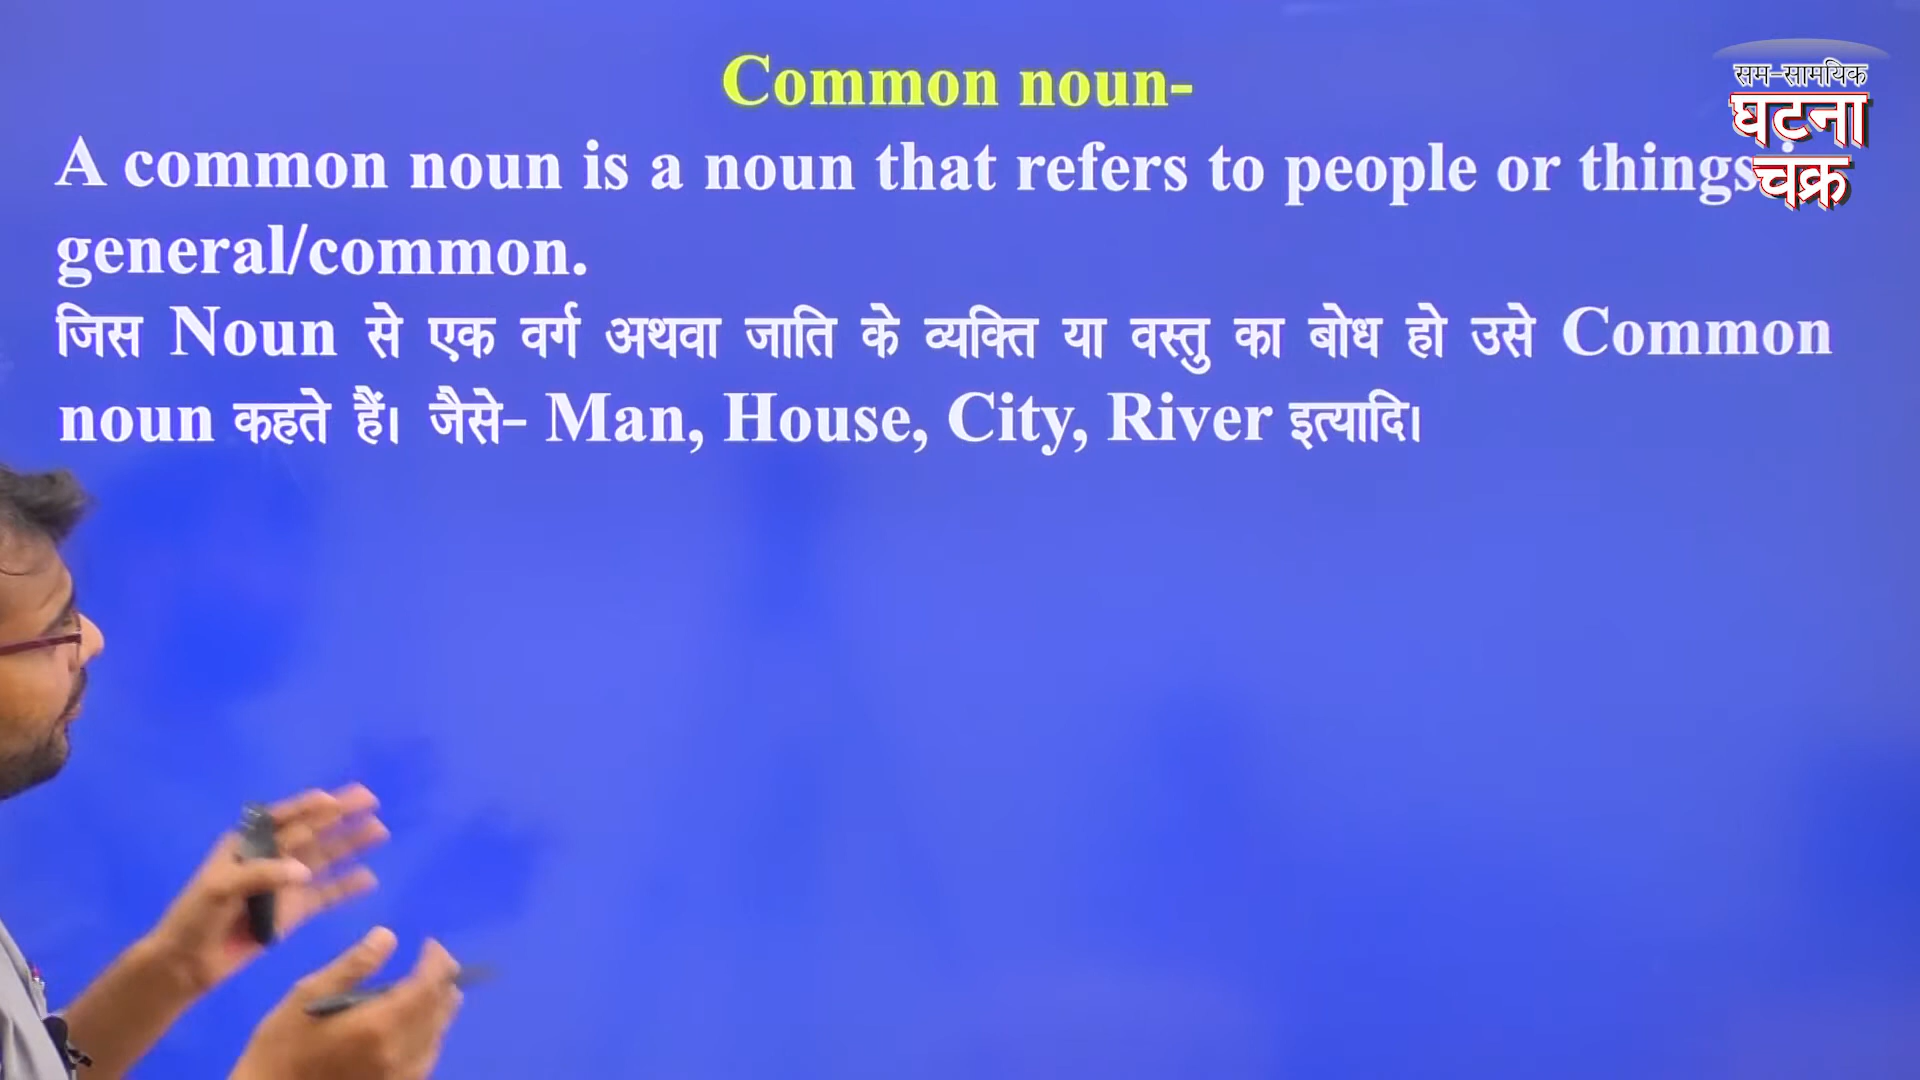 Common noun-
A common noun is a noun that refers to people or things
general/common.
जिस Noun से एक वर्ग अथवा जाति के व्यक्ति या वस्तु का बोध हो उसे Common
noun कहते हैं। जैसे- Man, House, City, River इत्यादि।
सम-सामयिक
घटना
चक्र